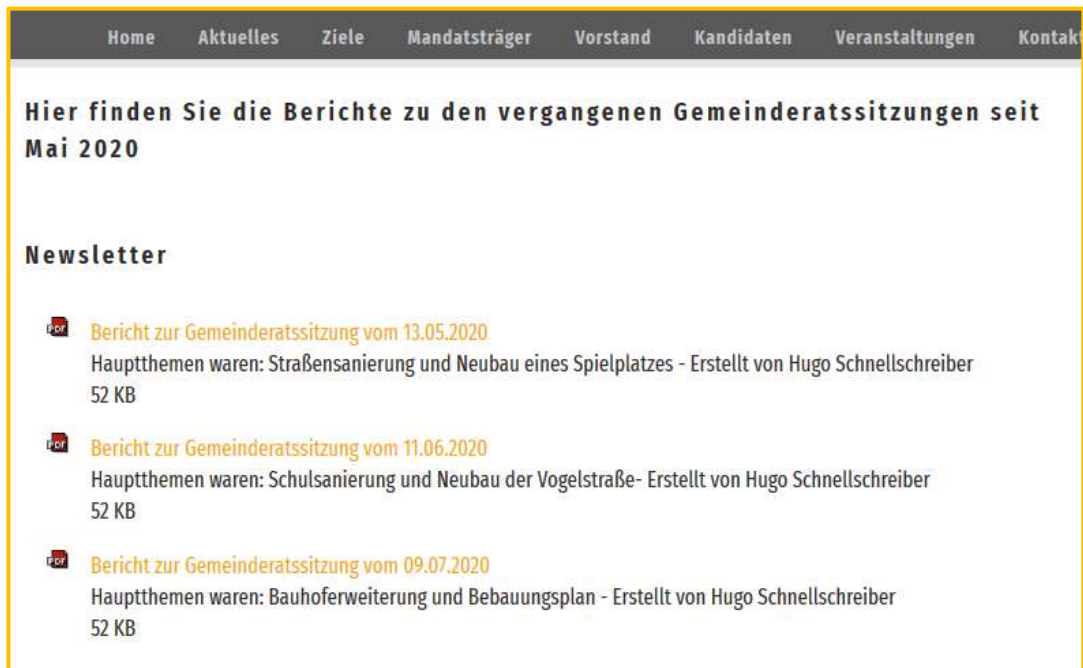 Home Aktuelles Ziele Mandatsträger Vorstand Kandidaten Veranstaltungen Kontakt
Hier finden Sie die Berichte zu den vergangenen Gemeinderatssitzungen seit
Mai 2020
Newsletter
PDF Bericht zur Gemeinderatssitzung vom 13.05.2020
Hauptthemen waren: Straßensanierung und Neubau eines Spielplatzes - Erstellt von Hugo Schnellschreiber
52 KB
PDF Bericht zur Gemeinderatssitzung vom 11.06.2020
Hauptthemen waren: Schulsanierung und Neubau der Vogelstraße- Erstellt von Hugo Schnellschreiber
52 KB
PDF Bericht zur Gemeinderatssitzung vom 09.07.2020
Hauptthemen waren: Bauhoferweiterung und Bebauungsplan - Erstellt von Hugo Schnellschreiber
52 KB